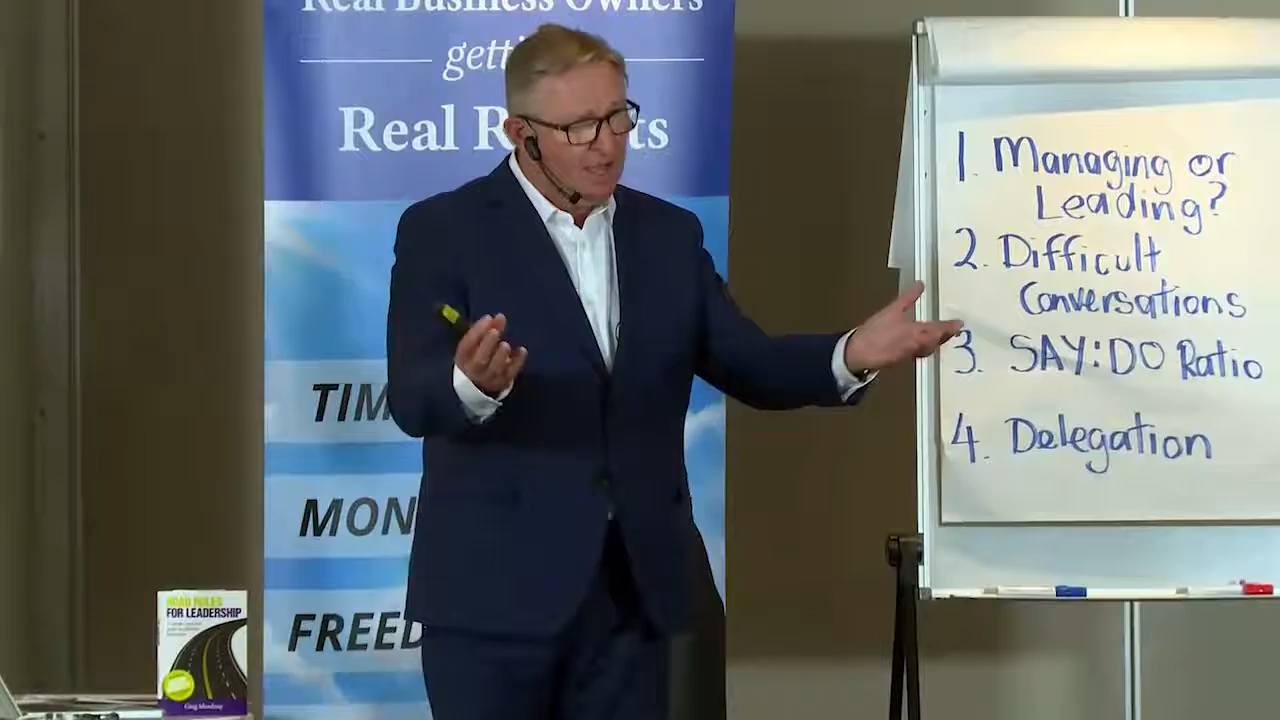 Real Business Owners
getti
Real R ts
TIM
MON
FREED
1. Managing or
Leading?
2. Difficult
Conversations
3. SAY:DO Ratio
4. Delegation
ROAD RULES
FOR LEADERSHIP